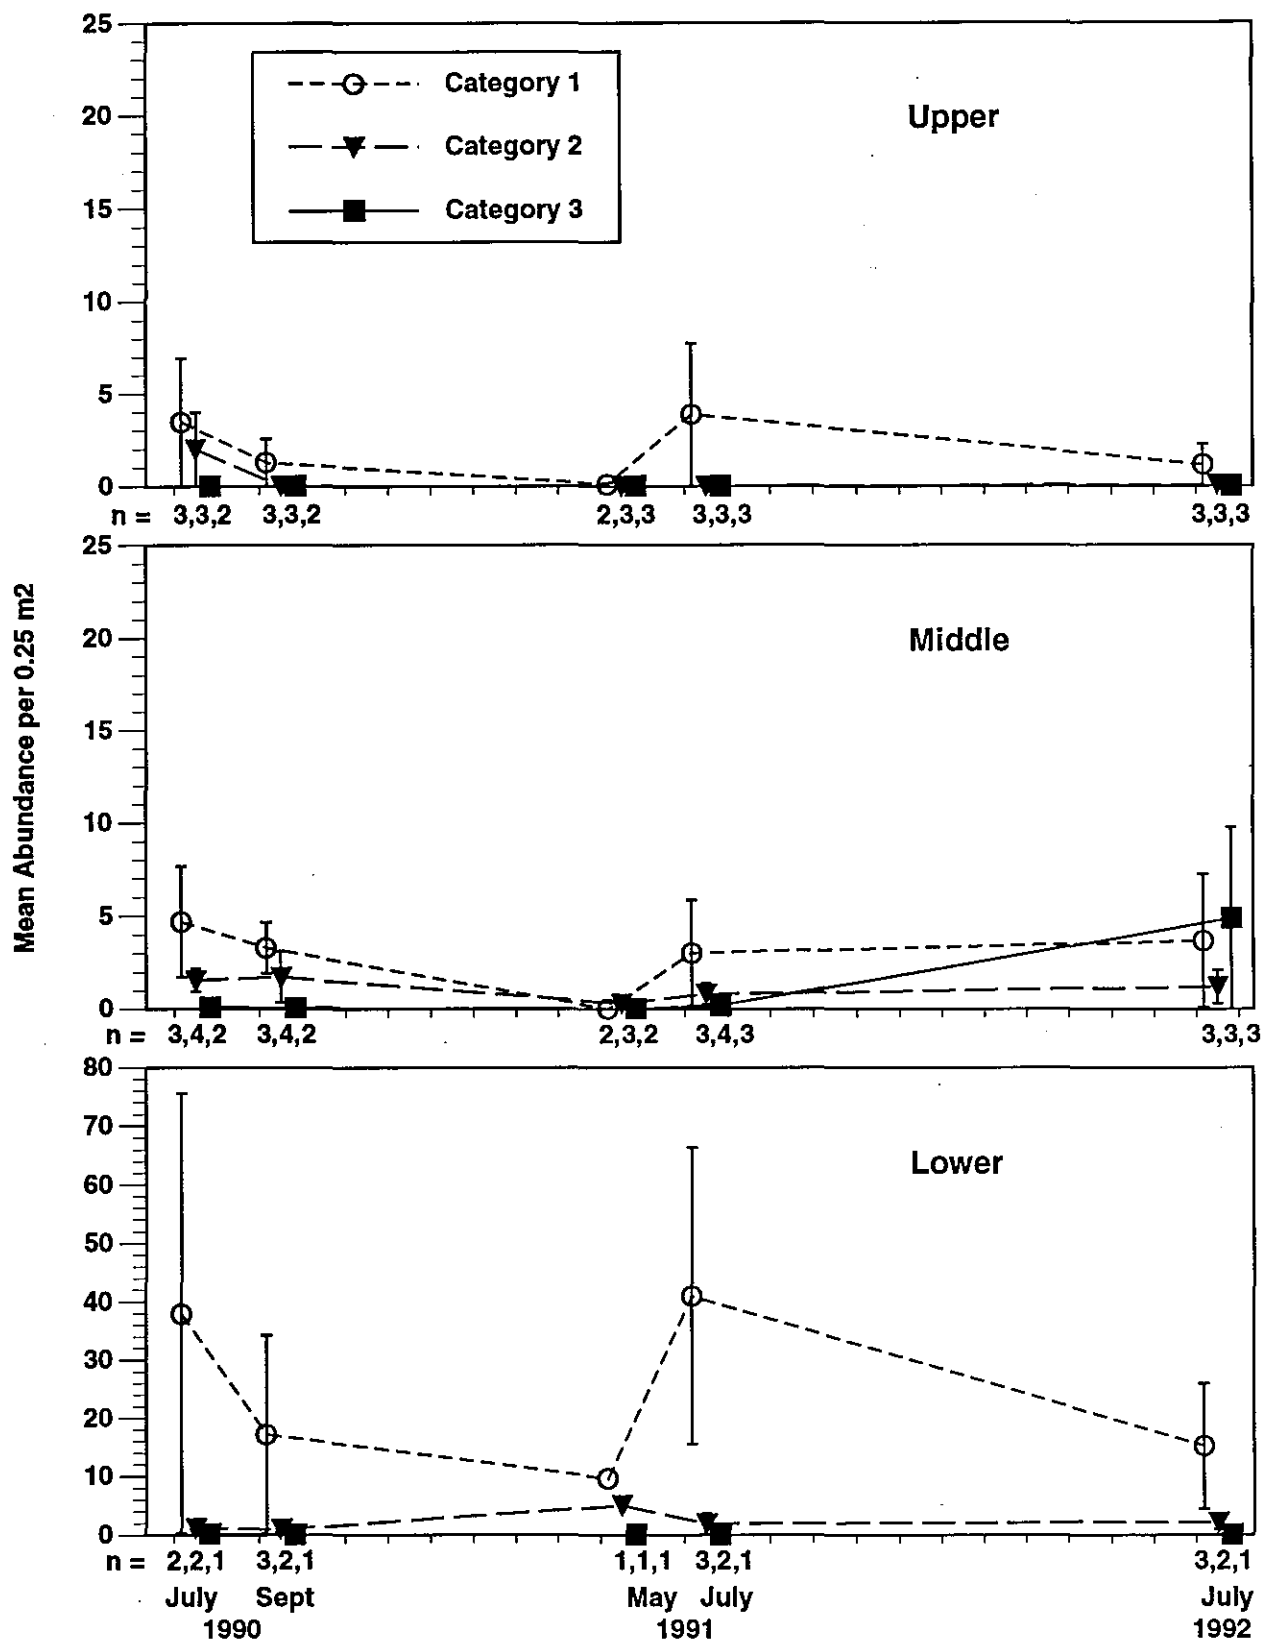 25
Category 1
Upper
20
Category 2
15
Category 3
10
5
0
n = 3,3,2 3,3,2 2,3,3 3,3,3 3,3,3
25
20
Middle
15
10
5
0
n = 3,4,2 3,4,2 2,3,2 3,4,3 3,3,3
Mean Abundance per 0.25 m2
80
70
Lower
60
50
40
30
20
10
0
n = 2,2,1 3,2,1 1,1,1 3,2,1 3,2,1
July Sept May July July
1990 1991 1992